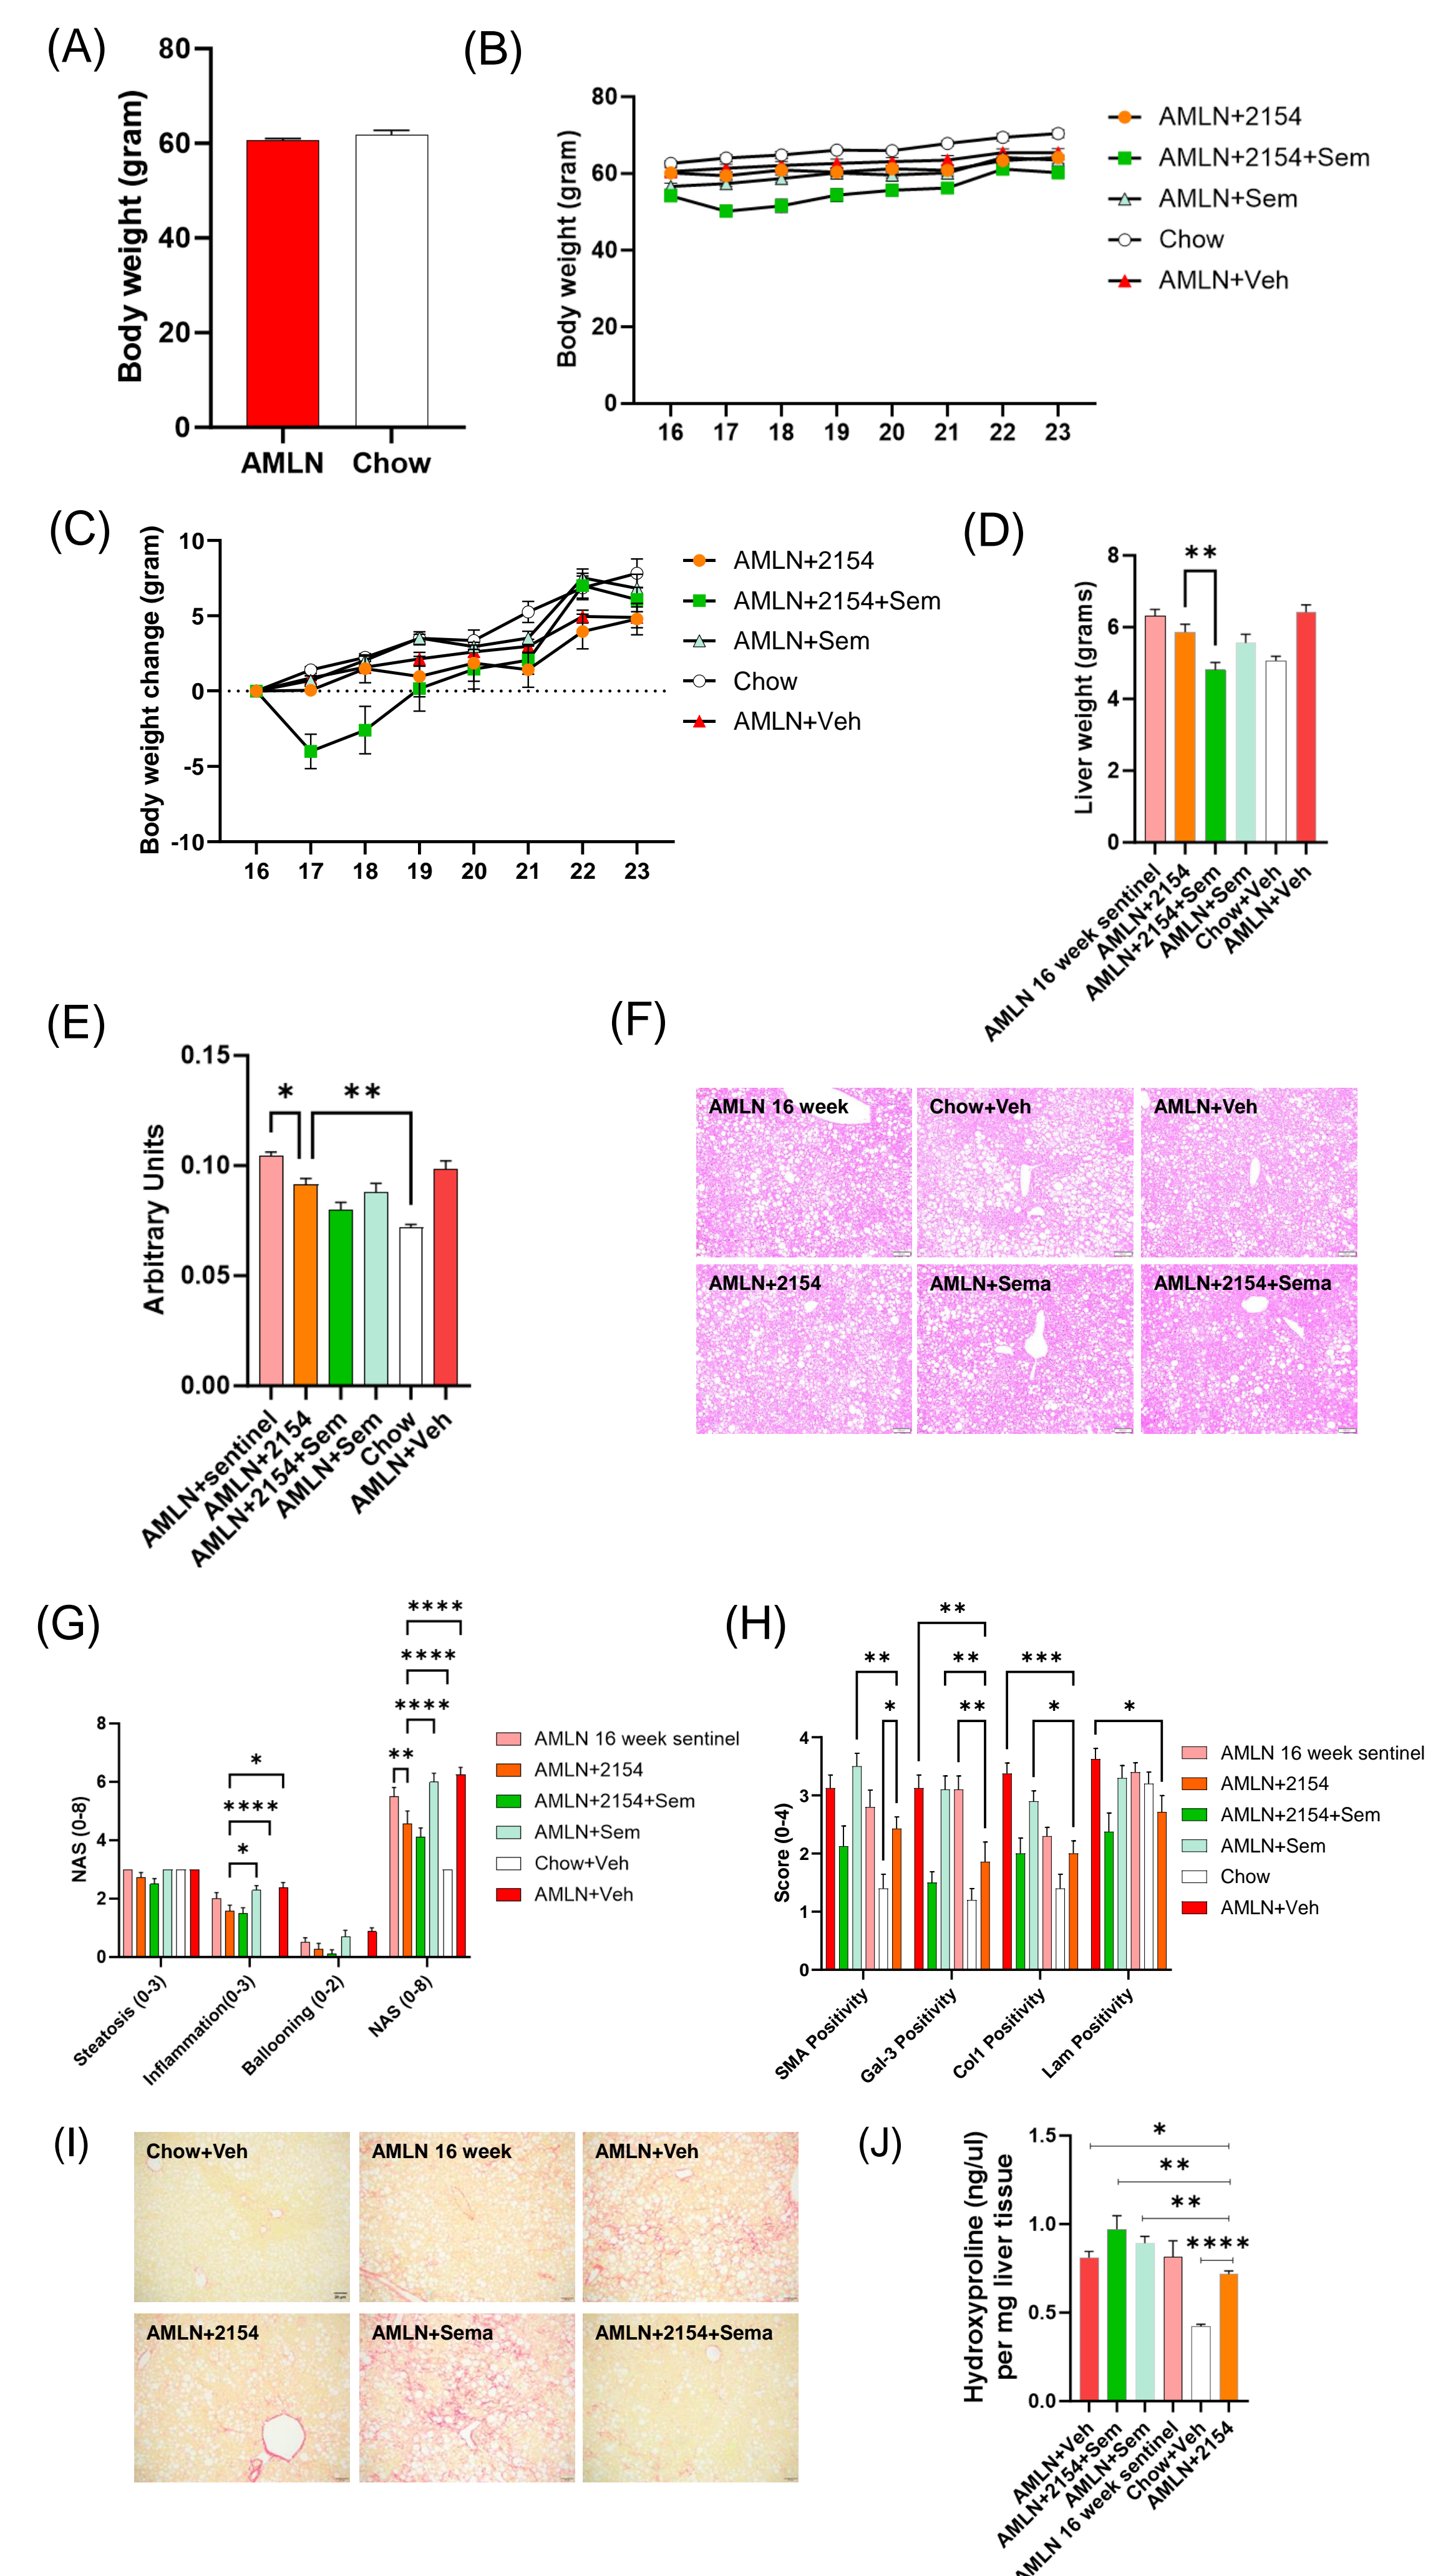 (A)
80
60
40
20
0
Body weight (gram)
AMLN
Chow
(B)
80
60
40
20
0
Body weight (gram)
16 17 18 19 20 21 22 23
AMLN+2154
AMLN+2154+Sem
AMLN+Sem
Chow
AMLN+Veh
(C)
10
5
0
-5
-10
Body weight change (gram)
16 17 18 19 20 21 22 23
AMLN+2154
AMLN+2154+Sem
AMLN+Sem
Chow
AMLN+Veh
(D)
**
8
6
4
2
0
Liver weight (grams)
AMLN 16 week sentinel
AMLN+2154
AMLN+2154+Sem
AMLN+Sem
Chow+Veh
AMLN+Veh
(E)
0.15
0.10
0.05
0.00
Arbitrary Units
*
**
AMLN+sentinel
AMLN+2154
AMLN+2154+Sem
AMLN+Sem
Chow
AMLN+Veh
(F)
AMLN 16 week
Chow+Veh
AMLN+Veh
AMLN+2154
AMLN+Sema
AMLN+2154+Sema
(G)
8
6
4
2
0
NAS (0-8)
*
****
*
****
****
****
**
Steatosis (0-3)
Inflammation(0-3)
Ballooning (0-2)
NAS (0-8)
AMLN 16 week sentinel
AMLN+2154
AMLN+2154+Sem
AMLN+Sem
Chow+Veh
AMLN+Veh
(H)
4
3
2
1
0
Score (0-4)
**
*
**
**
**
***
*
*
SMA Positivity
Gal-3 Positivity
Col1 Positivity
Lam Positivity
AMLN 16 week sentinel
AMLN+2154
AMLN+2154+Sem
AMLN+Sem
Chow
AMLN+Veh
(I)
Chow+Veh
AMLN 16 week
AMLN+Veh
AMLN+2154
AMLN+Sema
AMLN+2154+Sema
(J)
1.5
1.0
0.5
0.0
Hydroxyproline (ng/ul)
per mg liver tissue
*
**
**
****
AMLN+Veh
AMLN+2154+Sem
AMLN+Sem
AMLN 16 week sentinel
Chow+Veh
AMLN+2154